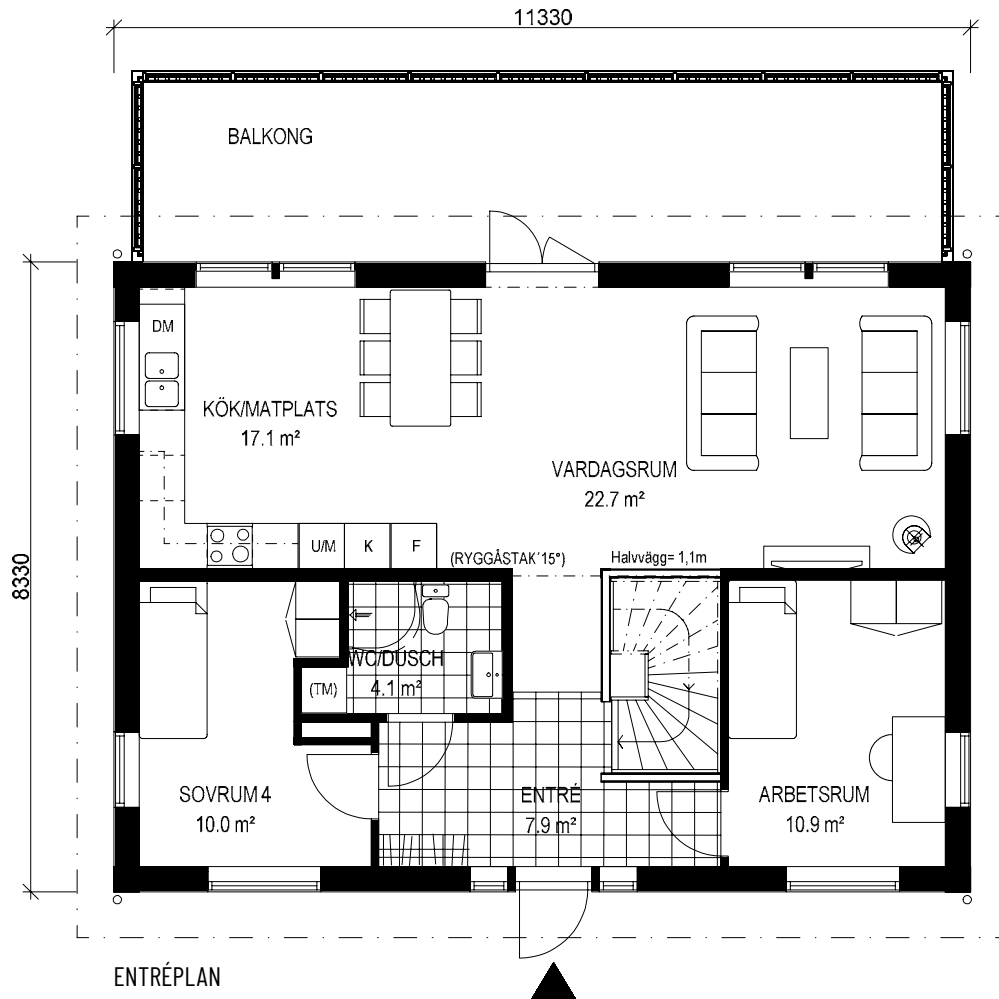 11330
BALKONG
DM
KÖK/MATPLATS
17.1 m²
VARDAGSRUM
22.7 m²
U/M
K
F
(RYGGÅSTAK´15°)
Halvvägg= 1,1m
8330
WC/DUSCH
4.1 m²
(TM)
SOVRUM 4
10.0 m²
ENTRÉ
7.9 m²
ARBETSRUM
10.9 m²
ENTRÉPLAN